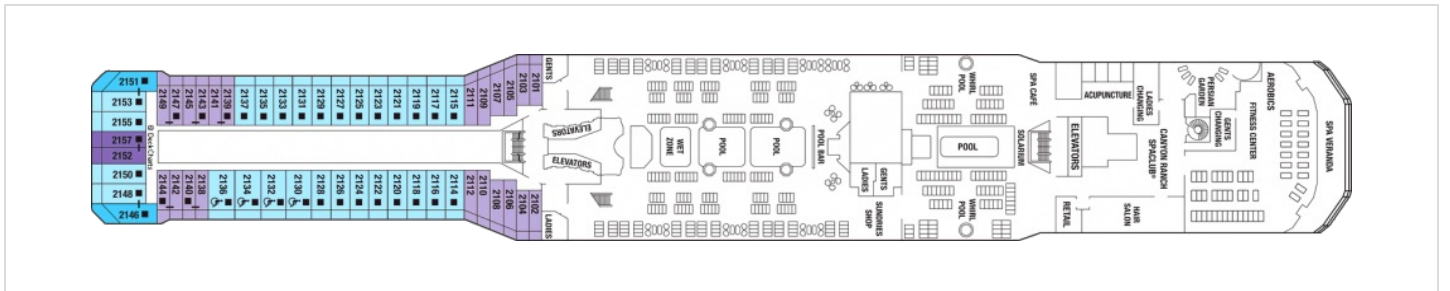 2151
2153
2155
2157
2152
2150
2148
2146
@ DeckCharts
2149
2147
2145
2143
2141
2139
2137
2135
2133
2131
2129
2127
2125
2123
2121
2119
2117
2115
2111
2109
2107
2105
2103
2101
2144
2142
2140
2138
2136
2134
2132
2130
2128
2126
2124
2122
2120
2118
2116
2114
2112
2110
2108
2106
2104
2102
GENTS
LADIES
ELEVATORS
ELEVATORS
WET
ZONE
POOL
POOL
POOL BAR
LADIES
GENTS
SUNDRIES
SHOP
WHIRL
POOL
POOL
WHIRL
POOL
SPA CAFÉ
SOLARIUM
ELEVATORS
ACUPUNCTURE
LADIES
CHANGING
RETAIL
HAIR
SALON
CANYON RANCH
SPACLUB®
PERSIAN
GARDEN
GENTS
CHANGING
FITNESS CENTER
AEROBICS
SPA VERANDA